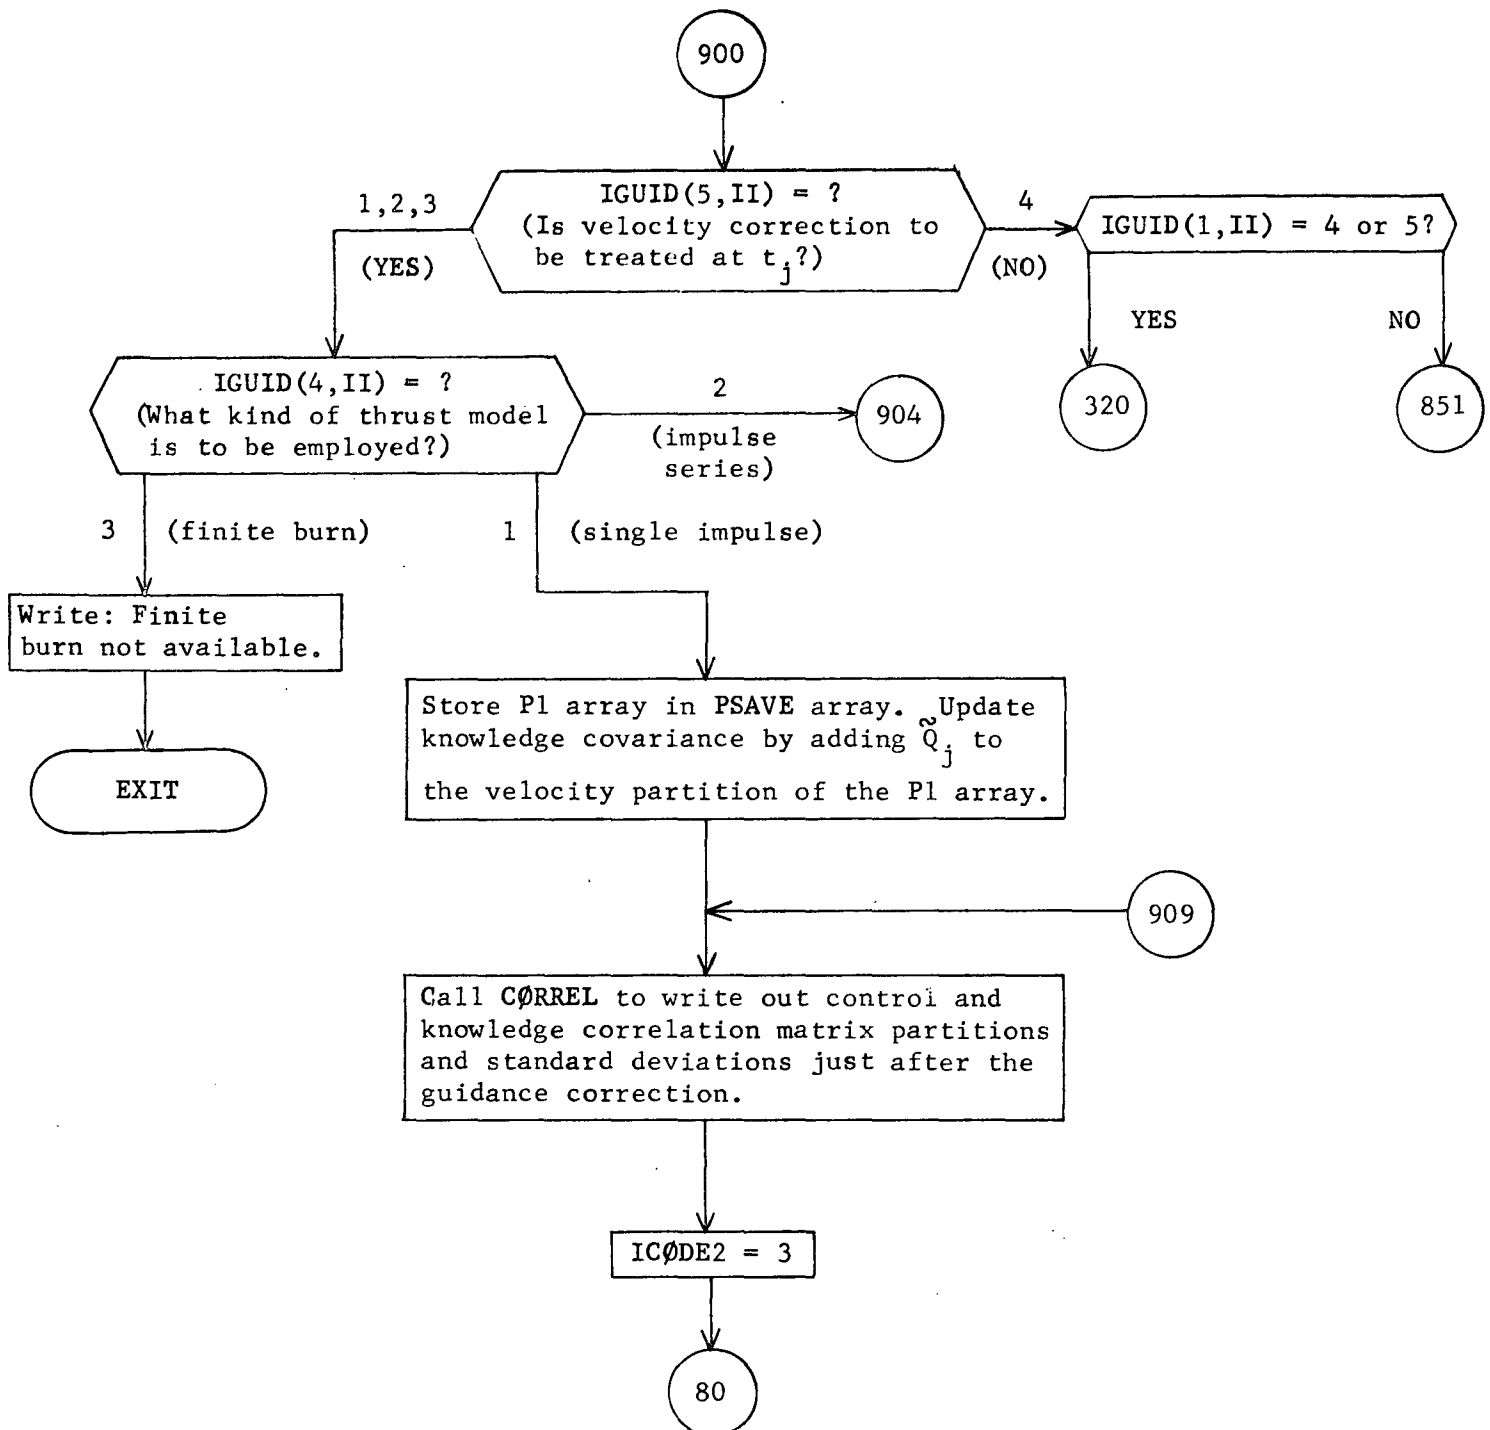 900
IGUID(5,II) = ?
(Is velocity correction to
be treated at t_j?)
1,2,3
(YES)
4
(NO)
IGUID(1,II) = 4 or 5?
YES
NO
320
851
IGUID(4,II) = ?
(What kind of thrust model
is to be employed?)
2
(impulse
series)
904
3
(finite burn)
1
(single impulse)
Write: Finite
burn not available.
EXIT
Store P1 array in PSAVE array. Update
knowledge covariance by adding Q̃_j to
the velocity partition of the P1 array.
909
Call CØRREL to write out control and
knowledge correlation matrix partitions
and standard deviations just after the
guidance correction.
ICØDE2 = 3
80